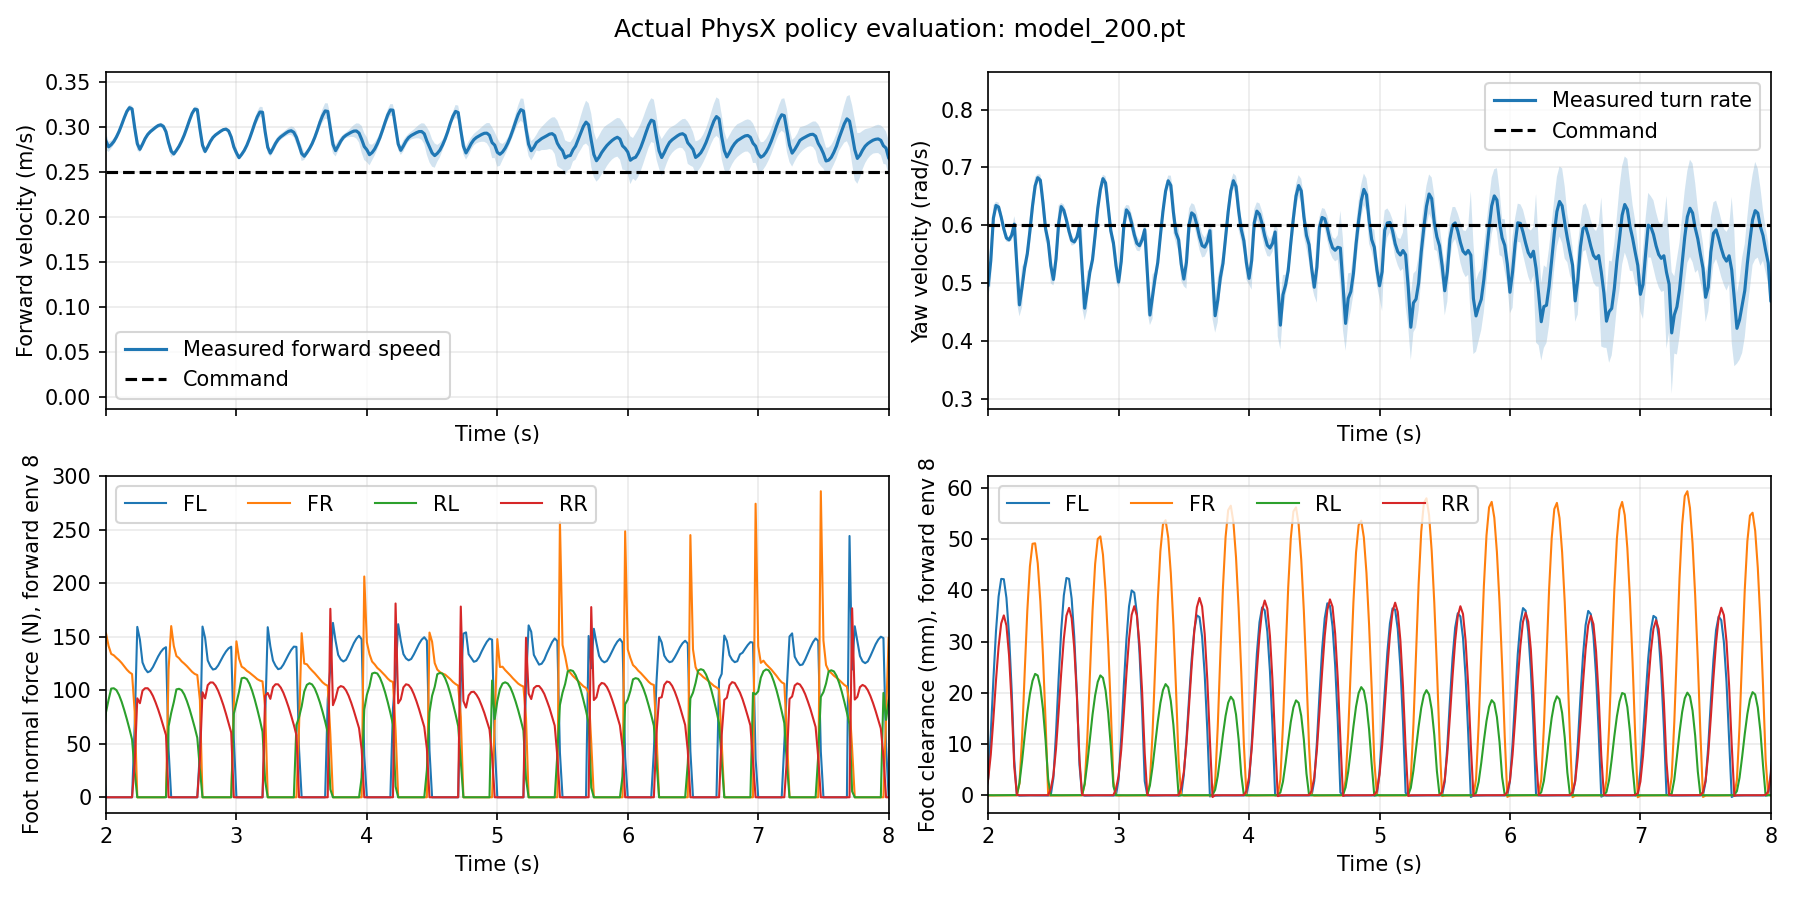 Actual PhysX policy evaluation: model_200.pt
Forward velocity (m/s)
0.35
0.30
0.25
0.20
0.15
0.10
0.05
0.00
Measured forward speed
Command
Time (s)
Yaw velocity (rad/s)
0.8
0.7
0.6
0.5
0.4
0.3
Measured turn rate
Command
Time (s)
Foot normal force (N), forward env 8
300
250
200
150
100
50
0
FL FR RL RR
2 3 4 5 6 7 8
Time (s)
Foot clearance (mm), forward env 8
60
50
40
30
20
10
0
FL FR RL RR
2 3 4 5 6 7 8
Time (s)